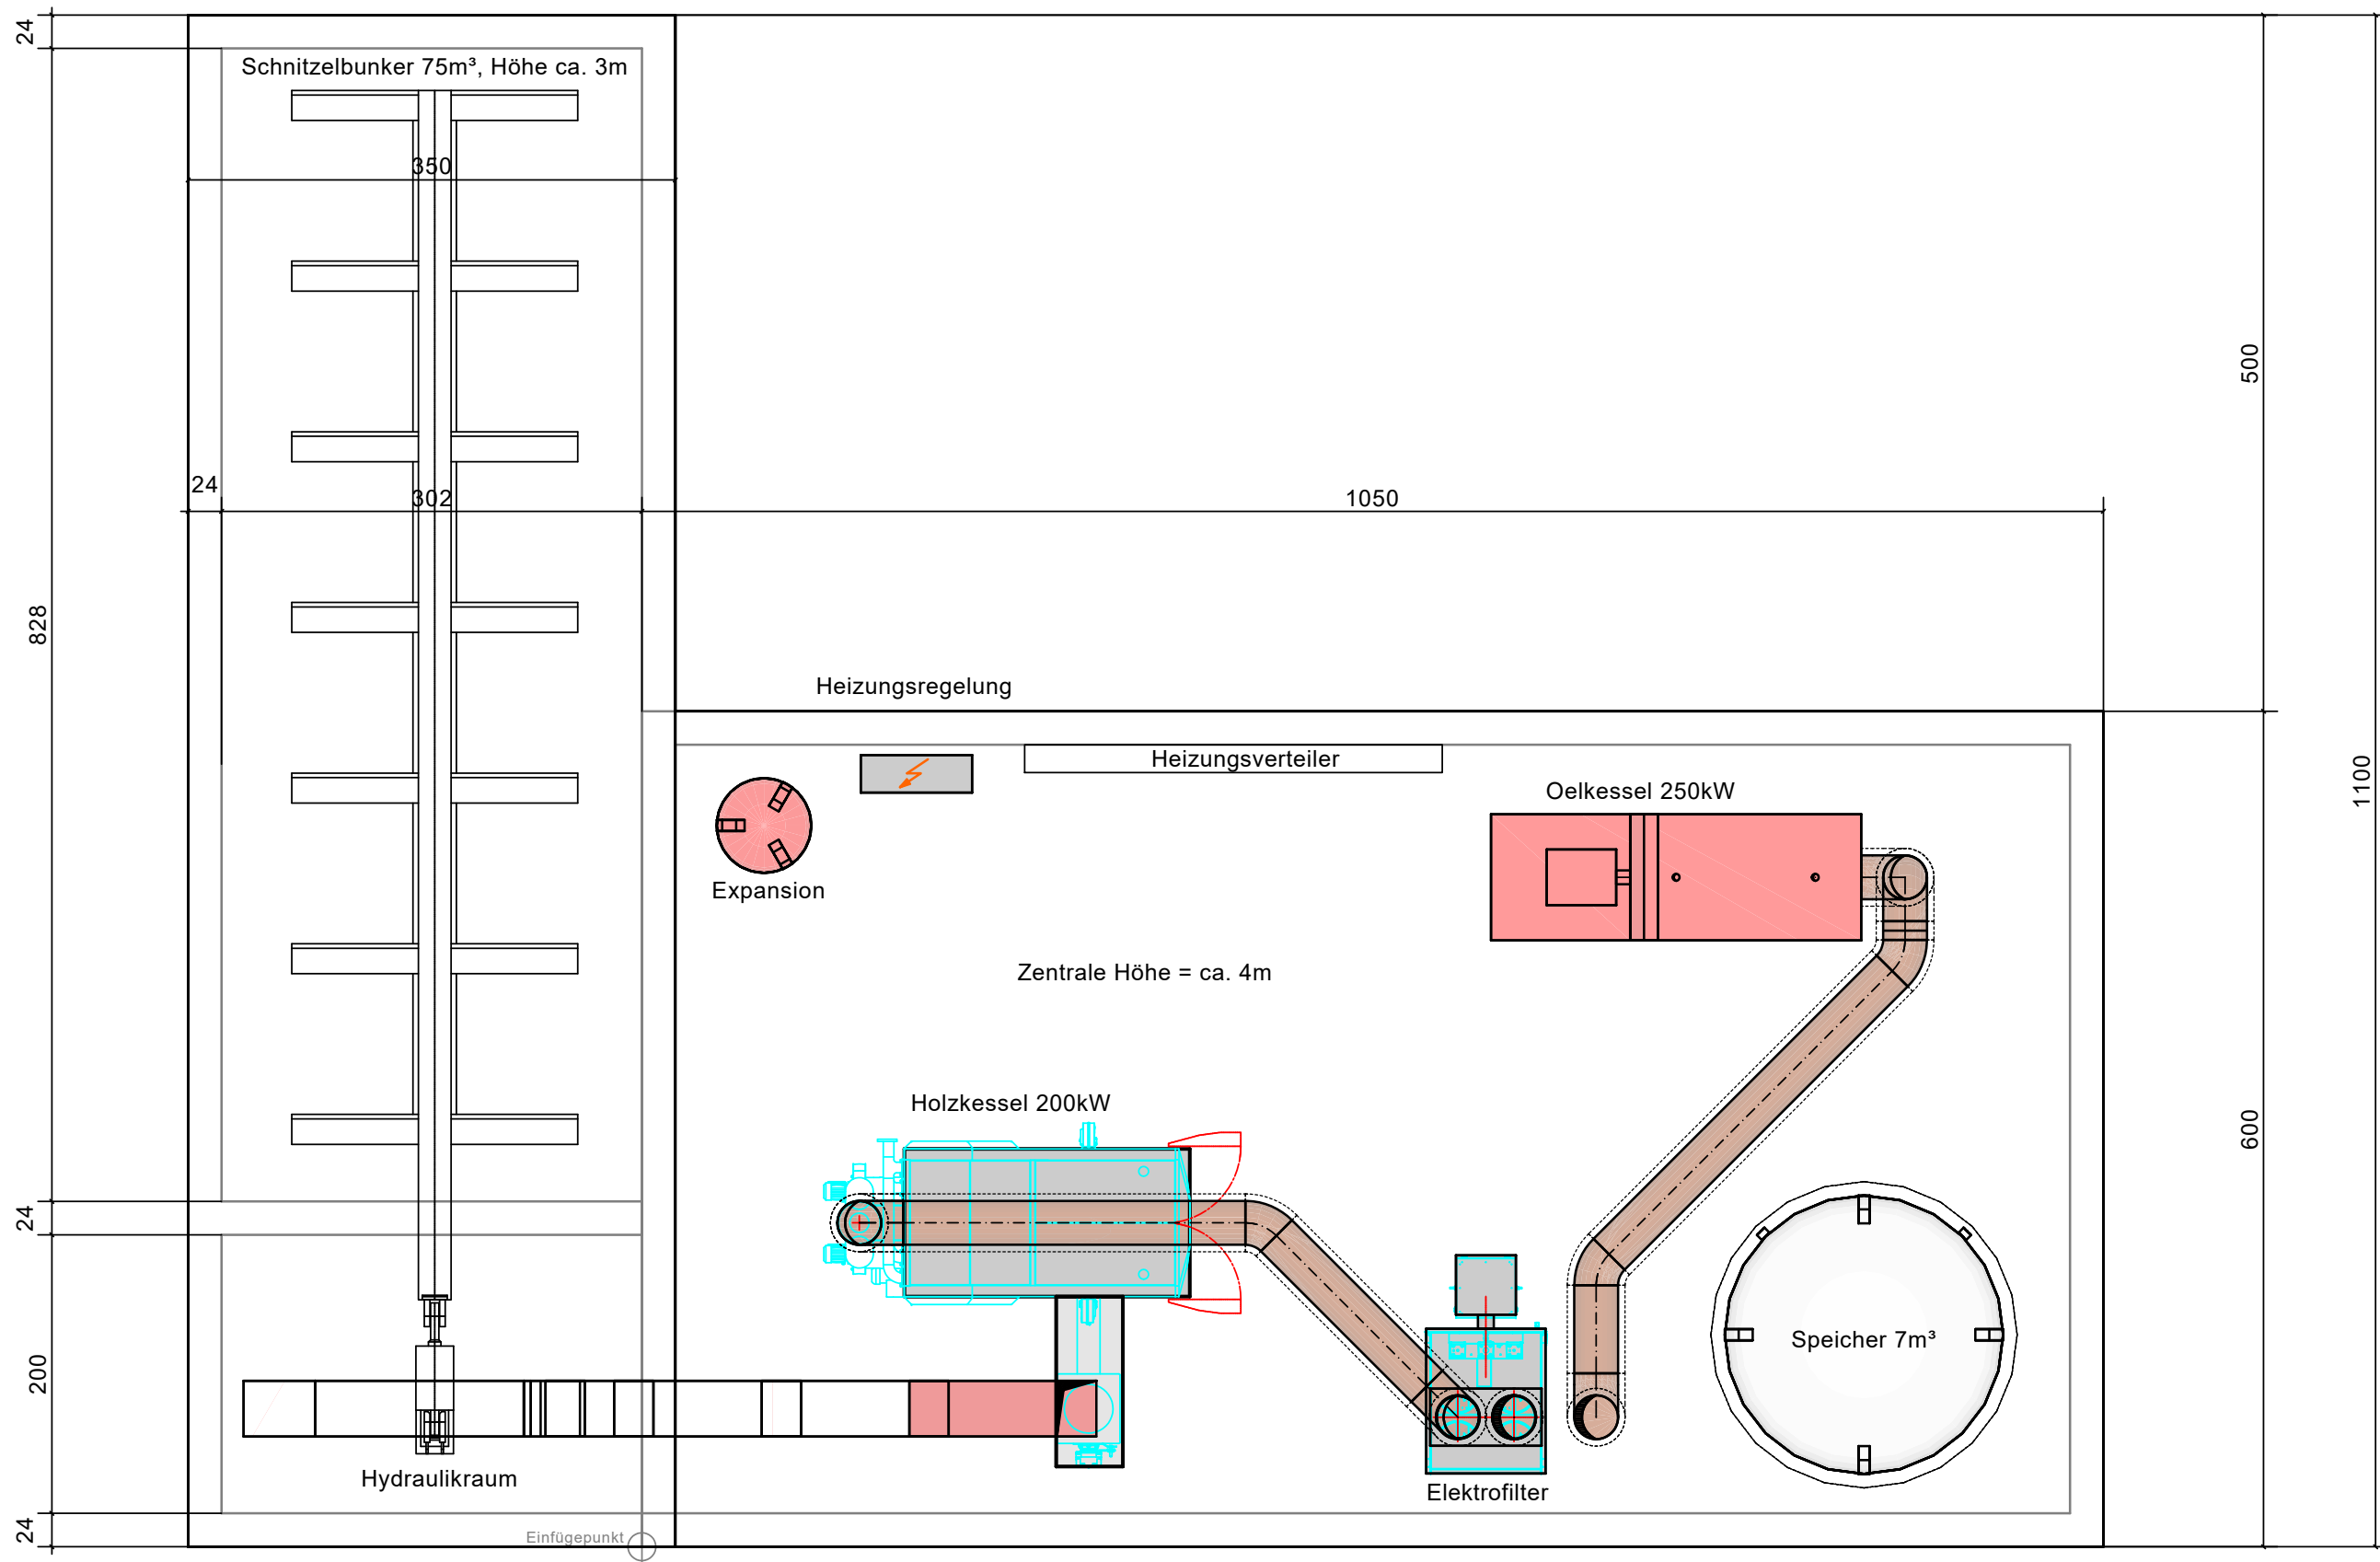 24
Schnitzelbunker 75m³, Höhe ca. 3m
350
500
24
302
1050
828
Heizungsregelung
Heizungsverteiler
Oelkessel 250kW
1100
Expansion
Zentrale Höhe = ca. 4m
Holzkessel 200kW
600
24
Speicher 7m³
200
Hydraulikraum
Elektrofilter
24
Einfügepunkt